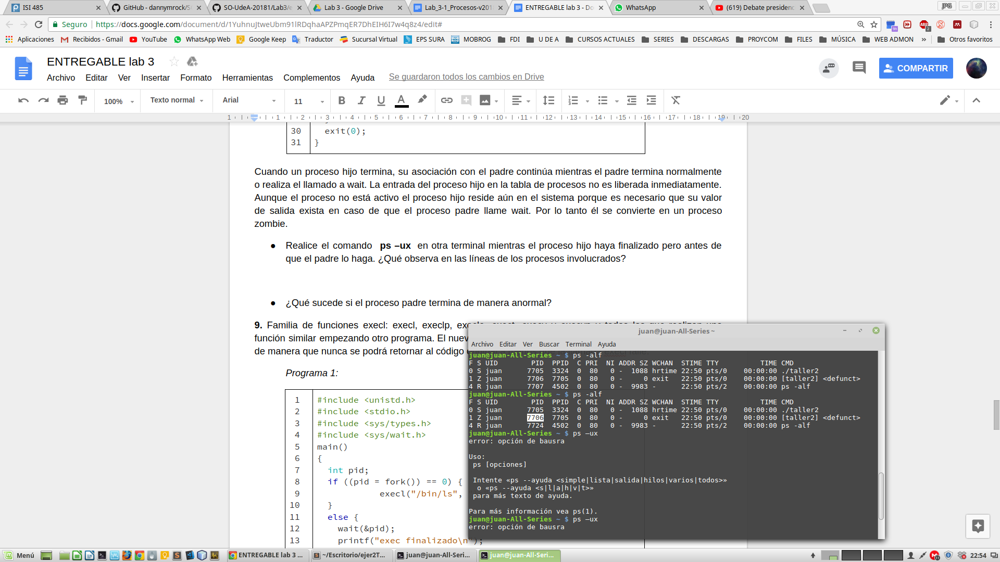 ISI 485
GitHub - dannymrock/S
SO-UdeA-20181/Lab3/e
Lab 3 - Google Drive
Lab_3-1_Procesos-v201
ENTREGABLE lab 3 - Do
WhatsApp
(619) Debate presidenc
JPG
Seguro
https://docs.google.com/document/d/1YuhnuJtweUbm91lRDqhaAPZPmqER7DhEIH6I7w4q8z4/edit#
Aplicaciones
Recibidos - Gmail
YouTube
WhatsApp Web
Google Keep
Traductor
Sucursal Virtual
EPS SURA
MOBROG
FDI
U DE A
CURSOS ACTUALES
SERIES
DESCARGAS
PROYCOM
FILES
MÚSICA
WEB ADMON
»
Otros favoritos
ENTREGABLE lab 3
COMPARTIR
Archivo Editar Ver Insertar Formato Herramientas Complementos Ayuda Se guardaron todos los cambios en Drive
100% Texto normal Arial 11 B I U A
1 1 2 3 4 5 6 7 8 9 10 11 12 13 14 15 16 17 18 19 20
30 exit(0);
31 }
Cuando un proceso hijo termina, su asociación con el padre continúa mientras el padre termina normalmente
o realiza el llamado a wait. La entrada del proceso hijo en la tabla de procesos no es liberada inmediatamente.
Aunque el proceso no está activo el proceso hijo reside aún en el sistema porque es necesario que su valor
de salida exista en caso de que el proceso padre llame wait. Por lo tanto él se convierte en un proceso
zombie.
● Realice el comando ps –ux en otra terminal mientras el proceso hijo haya finalizado pero antes de
que el padre lo haga. ¿Qué observa en las líneas de los procesos involucrados?
● ¿Qué sucede si el proceso padre termina de manera anormal?
9. Familia de funciones execl: execl, execlp,
función similar empezando otro programa. El nuev
de manera que nunca se podrá retornar al código
Programa 1:
1 #include <unistd.h>
2 #include <stdio.h>
3 #include <sys/types.h>
4 #include <sys/wait.h>
5 main()
6 {
7 int pid;
8 if ((pid = fork()) == 0) {
9 execl("/bin/ls",
10 }
11 else {
12 wait(&pid);
13 printf("exec finalizado\n");
juan@juan-All-Series ~
Archivo Editar Ver Buscar Terminal Ayuda
juan@juan-All-Series ~ $ ps -alf
F S UID PID PPID C PRI NI ADDR SZ WCHAN STIME TTY TIME CMD
0 S juan 7705 3324 0 80 0 - 1088 hrtime 22:50 pts/0 00:00:00 ./taller2
1 Z juan 7706 7705 0 80 0 - 0 exit 22:50 pts/0 00:00:00 [taller2] <defunct>
4 R juan 7707 4502 0 80 0 - 9983 - 22:50 pts/2 00:00:00 ps -alf
juan@juan-All-Series ~ $ ps -alf
F S UID PID PPID C PRI NI ADDR SZ WCHAN STIME TTY TIME CMD
0 S juan 7705 3324 0 80 0 - 1088 hrtime 22:50 pts/0 00:00:00 ./taller2
1 Z juan 7706 7705 0 80 0 - 0 exit 22:50 pts/0 00:00:00 [taller2] <defunct>
4 R juan 7724 4502 0 80 0 - 9983 - 22:50 pts/2 00:00:00 ps -alf
juan@juan-All-Series ~ $ ps –ux
error: opción de bausra
Uso:
ps [opciones]
Intente «ps --ayuda <simple|lista|salida|hilos|varios|todos>»
o «ps --ayuda <s|l|a|h|v|t>»
para más texto de ayuda.
Para más información vea ps(1).
juan@juan-All-Series ~ $ ps –ux
error: opción de bausra
Menú
ENTREGABLE lab 3 ...
~/Escritorio/ejer2T...
juan@juan-All-Seri...
juan@juan-All-Seri...
22:54